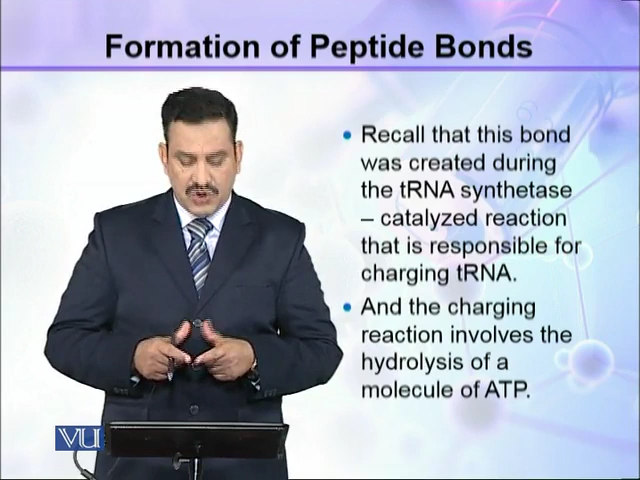 Formation of Peptide Bonds
• Recall that this bond
was created during
the tRNA synthetase
– catalyzed reaction
that is responsible for
charging tRNA.
• And the charging
reaction involves the
hydrolysis of a
molecule of ATP.
VU